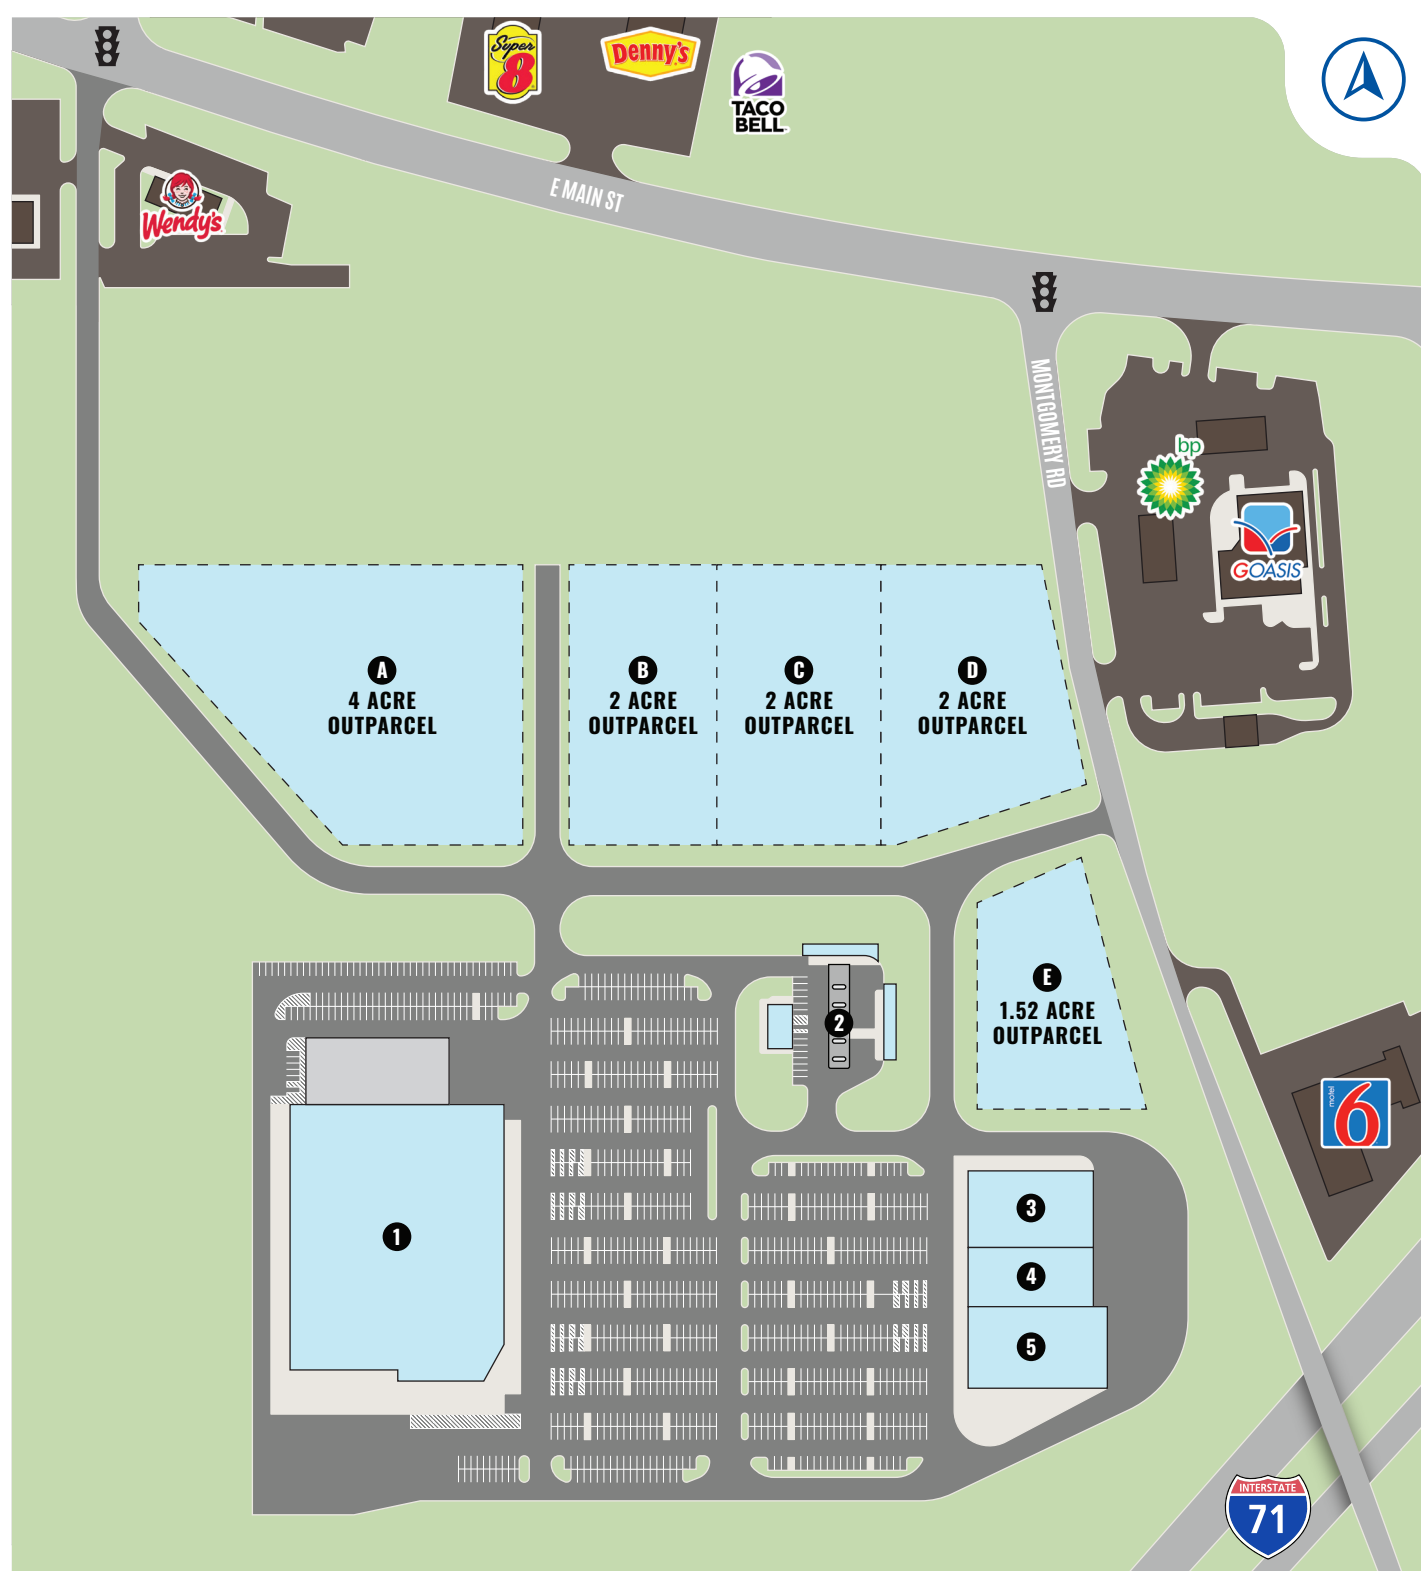 Super
8
Denny's
TACO
BELL
E MAIN ST
Wendy's
MONTGOMERY RD
bp
GOASIS
A
4 ACRE
OUTPARCEL
B
2 ACRE
OUTPARCEL
C
2 ACRE
OUTPARCEL
D
2 ACRE
OUTPARCEL
E
1.52 ACRE
OUTPARCEL
2
motel
6
1
3
4
5
INTERSTATE
71